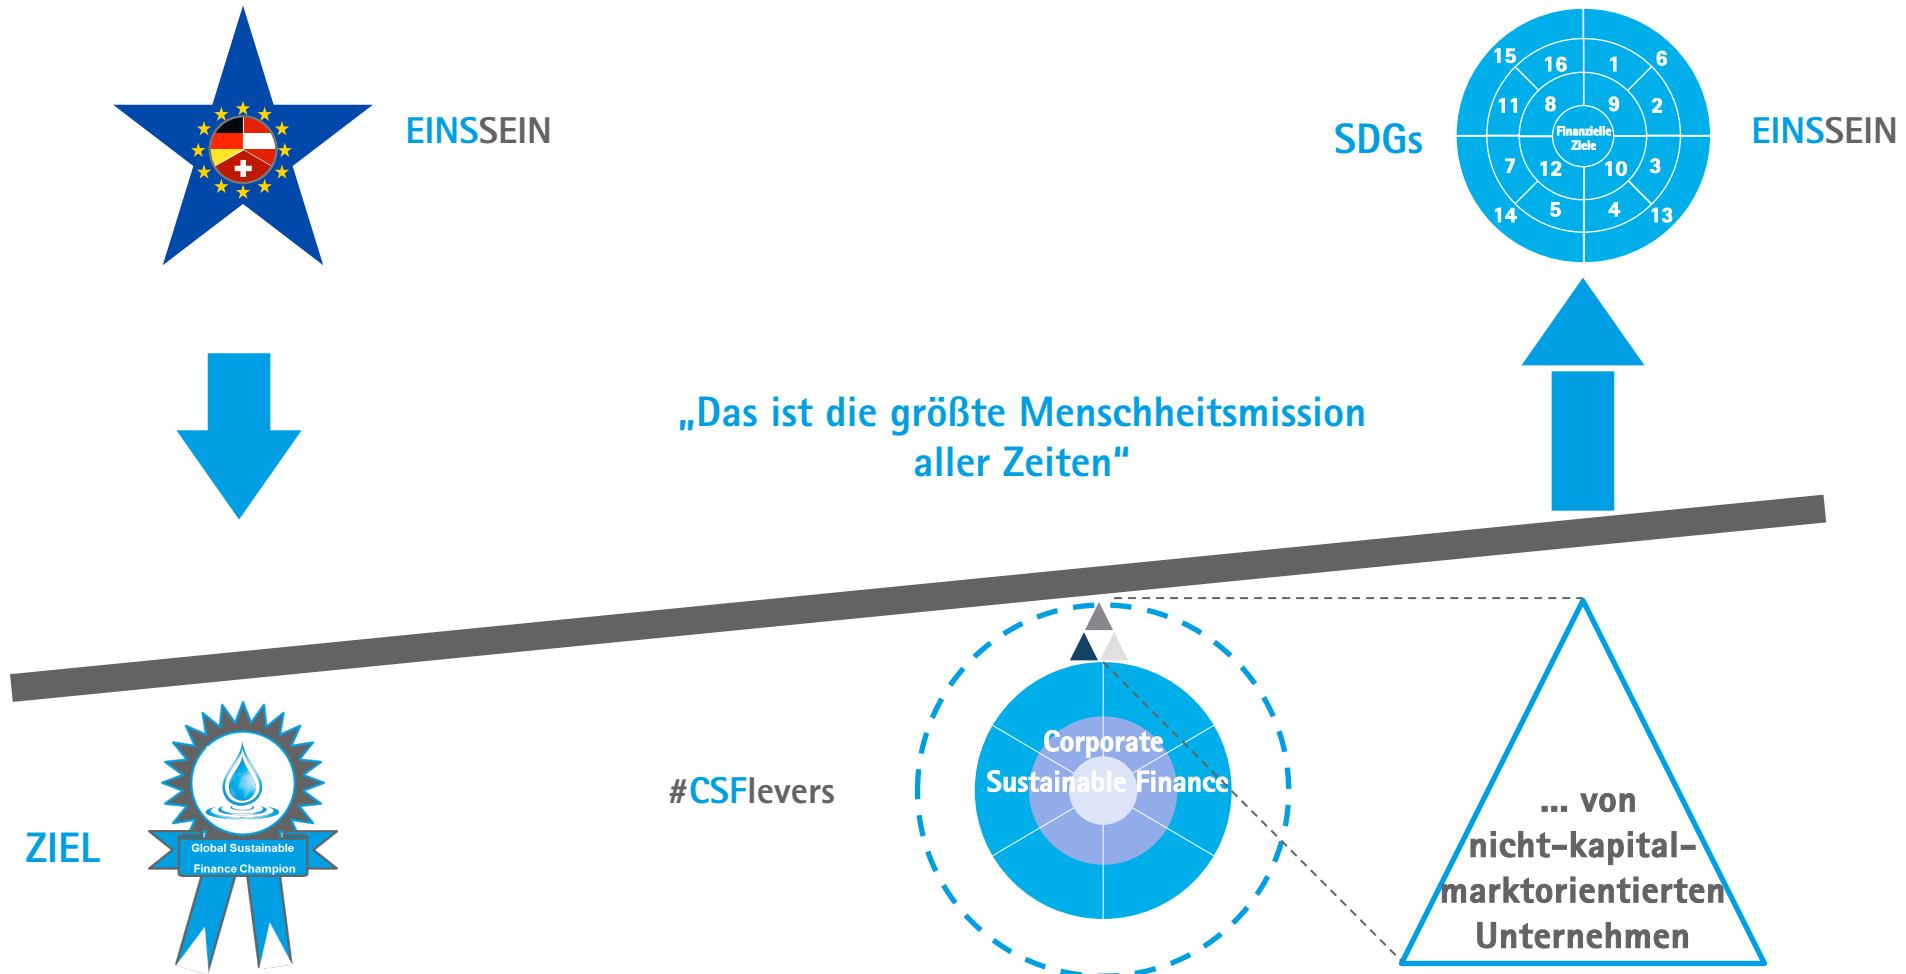 EINSSEIN
SDGs
15
16
1
6
11
8
9
2
Finanzielle
Ziele
7
12
10
3
14
5
4
13
EINSSEIN
„Das ist die größte Menschheitsmission
aller Zeiten“
ZIEL
Global Sustainable
Finance Champion
#CSFlevers
Corporate
Sustainable Finance
... von
nicht-kapital-
marktorientierten
Unternehmen